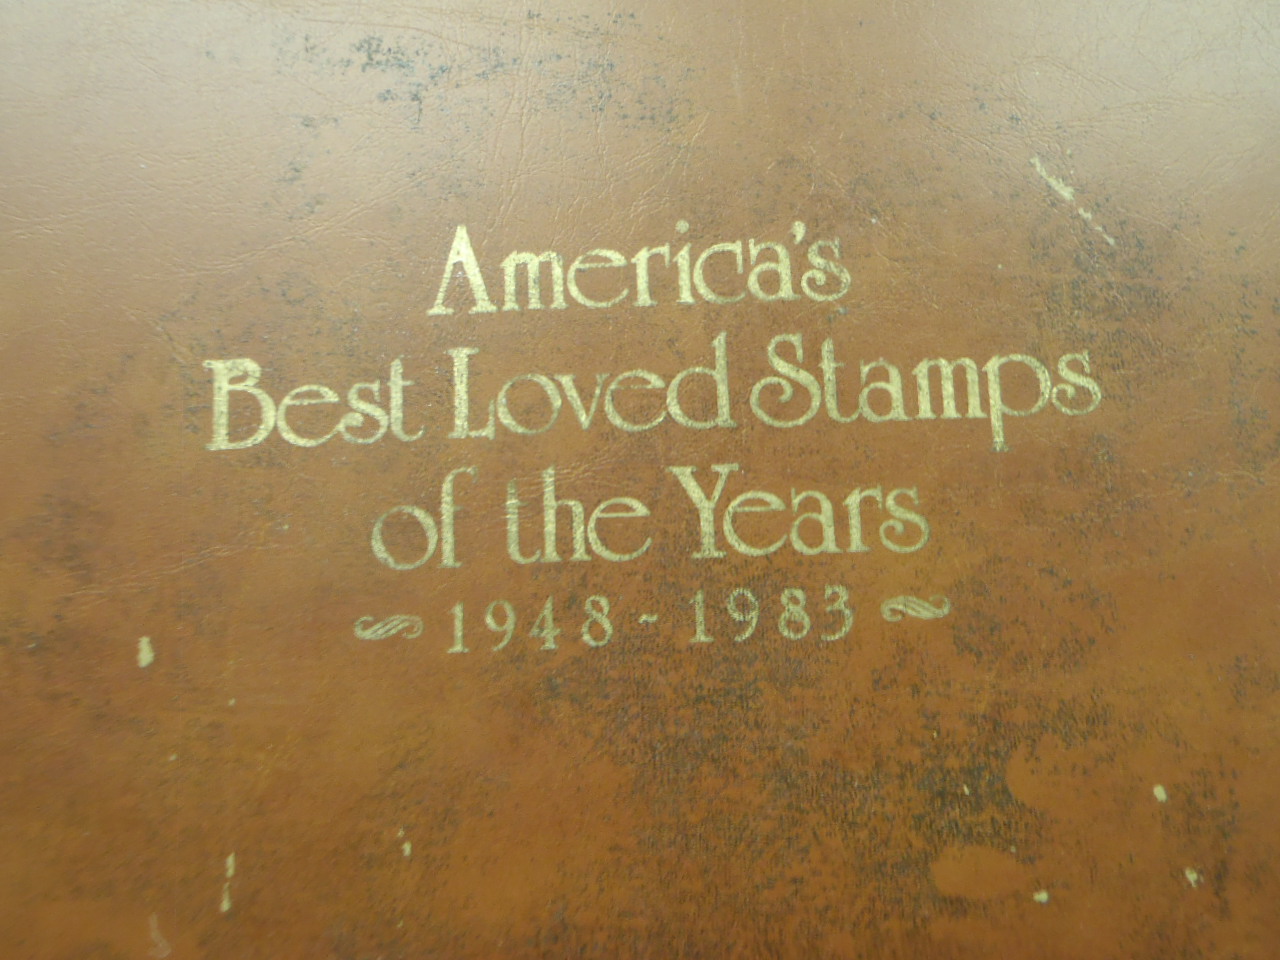 America's
Best Loved Stamps
of the Years
1948 - 1983